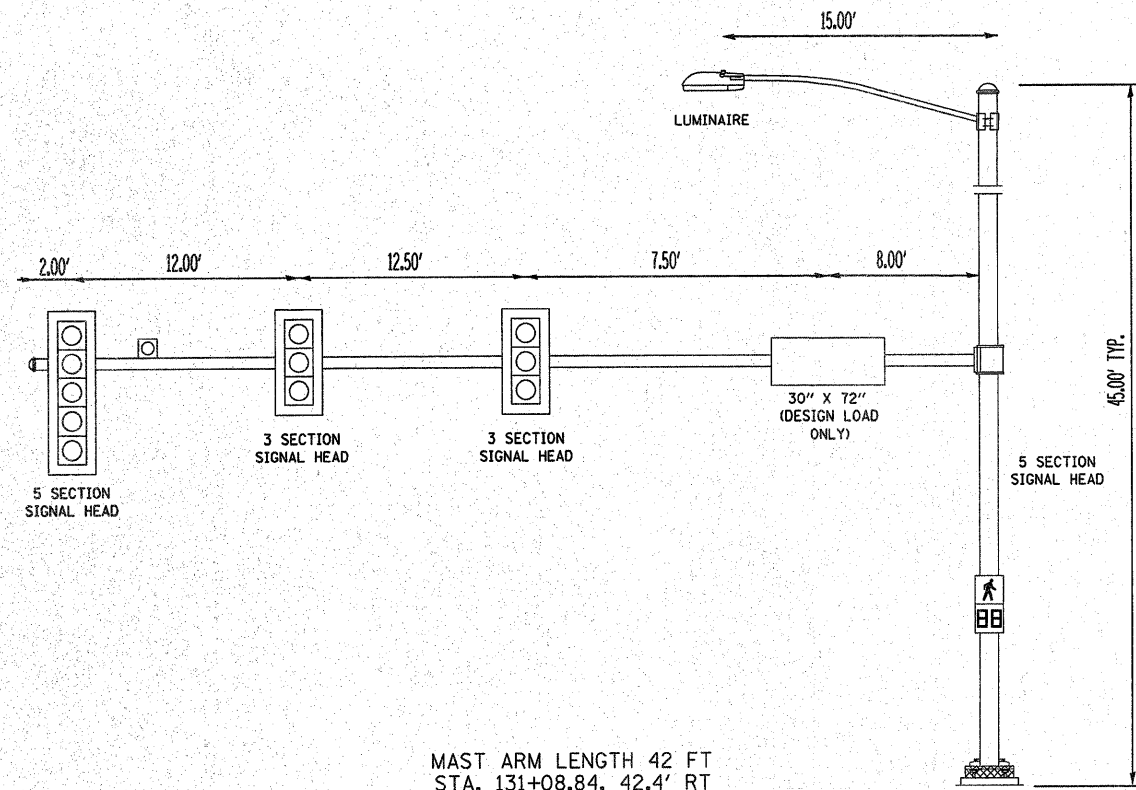 15.00'
LUMINAIRE
2.00'
12.00'
12.50'
7.50'
8.00'
45.00' TYP.
30" X 72"
(DESIGN LOAD
ONLY)
3 SECTION
SIGNAL HEAD
3 SECTION
SIGNAL HEAD
5 SECTION
SIGNAL HEAD
5 SECTION
SIGNAL HEAD
88
MAST ARM LENGTH 42 FT
STA. 131+08.84, 42.4' RT